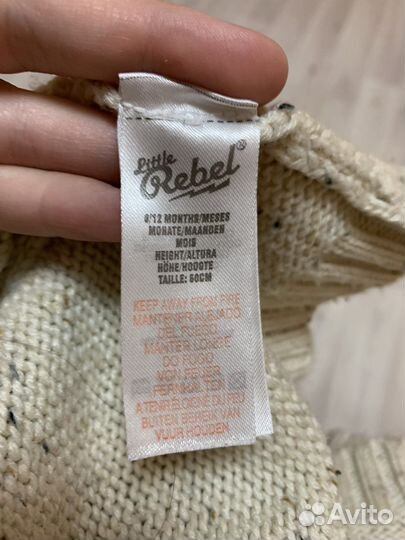 Little
Rebel®
9/12 MONTHS/MESES
MONATE/MAANDEN
MOIS
HEIGHT/ALTURA
HÖHE/HOOGTE
TAILLE: 80CM
KEEP AWAY FROM FIRE
MANTENER ALEJADO
DEL FUEGO
MANTER LONGE
DO FOGO
VON FEUER
FERNHALTEN
A TENIR ELOIGNE DU FEU
BUITEN BEREIK VAN
VUUR HOUDEN
Avito